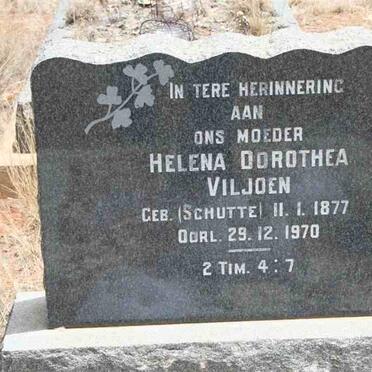 IN TERE HERINNERING
AAN
ONS MOEDER
HELENA DOROTHEA
VILJOEN
GEB. (SCHUTTE) 11. 1. 1877
OORL. 29. 12. 1970
2 TIM. 4:7